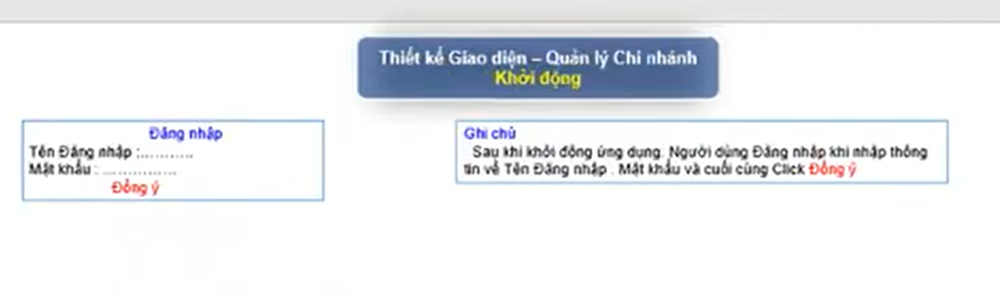 Thiết kế Giao diện – Quản lý Chi nhánh
Khởi động
Đăng nhập
Tên Đăng nhập :...........
Mật khẩu : ...............
Đồng ý
Ghi chú
Sau khi khởi động ứng dụng. Người dùng Đăng nhập khi nhập thông
tin về Tên Đăng nhập . Mật khẩu và cuối cùng Click Đồng ý